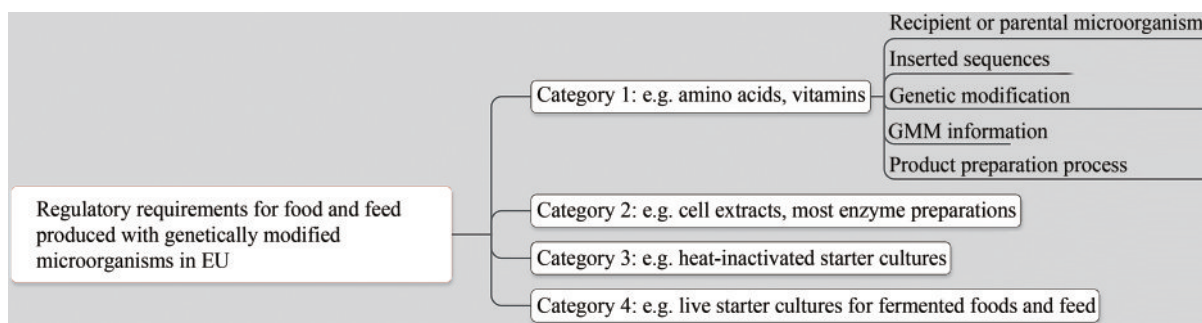 Regulatory requirements for food and feed
produced with genetically modified
microorganisms in EU
Category 1: e.g. amino acids, vitamins
Recipient or parental microorganism
Inserted sequences
Genetic modification
GMM information
Product preparation process
Category 2: e.g. cell extracts, most enzyme preparations
Category 3: e.g. heat-inactivated starter cultures
Category 4: e.g. live starter cultures for fermented foods and feed